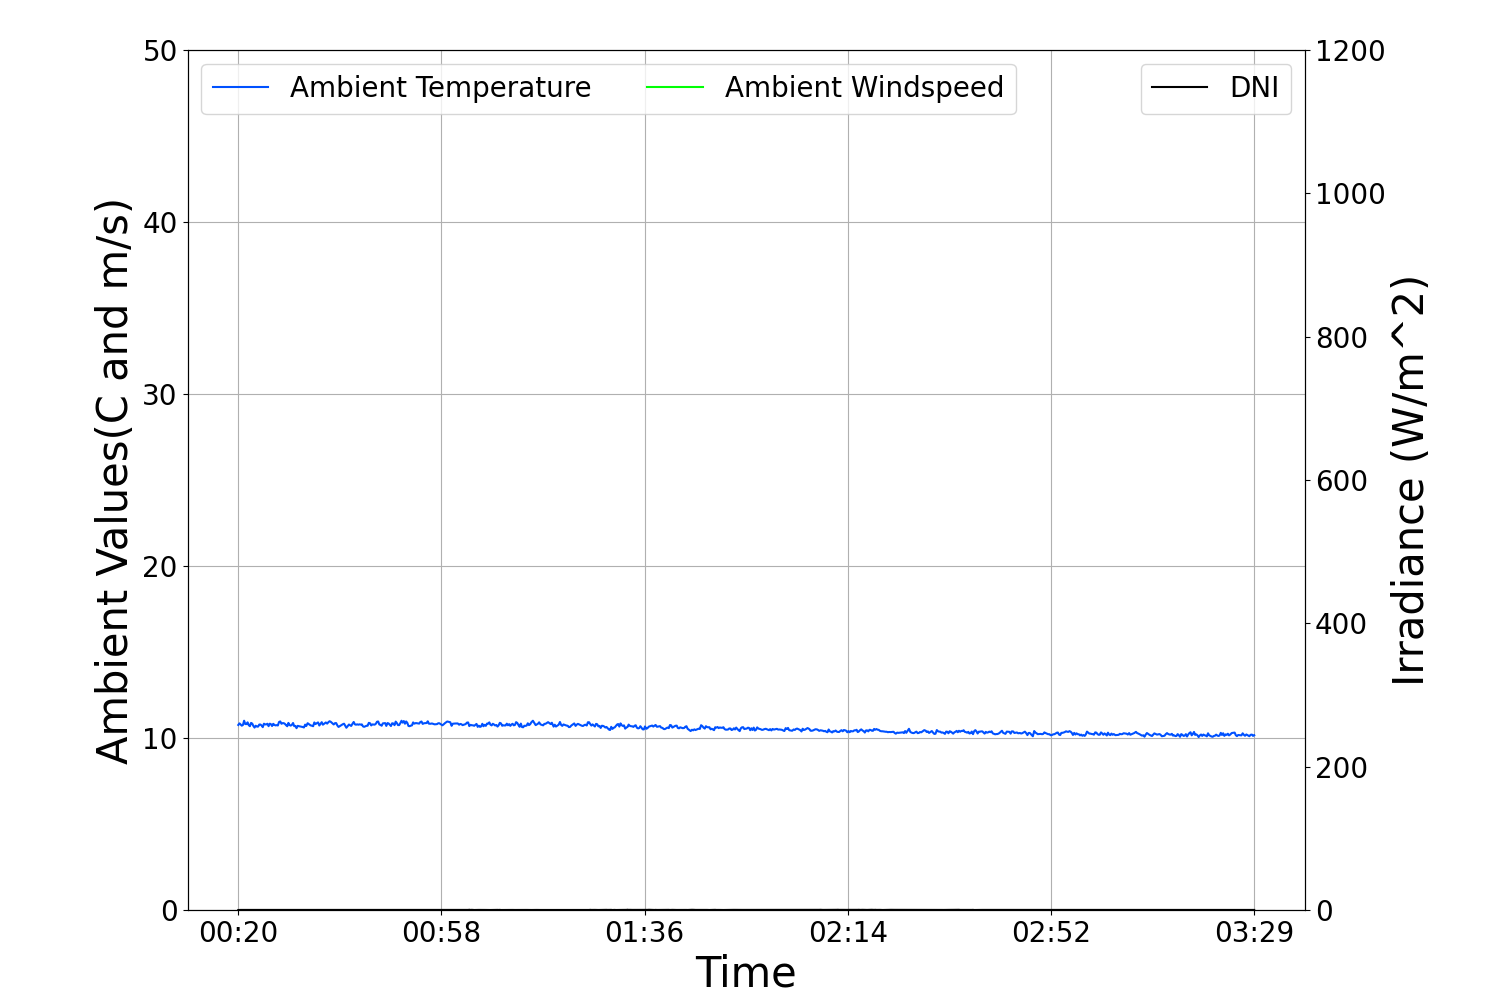 Ambient Temperature Ambient Windspeed DNI
50
40
30
20
10
0
Ambient Values(C and m/s)
1200
1000
800
600
400
200
0
Irradiance (W/m^2)
00:20 00:58 01:36 02:14 02:52 03:29
Time